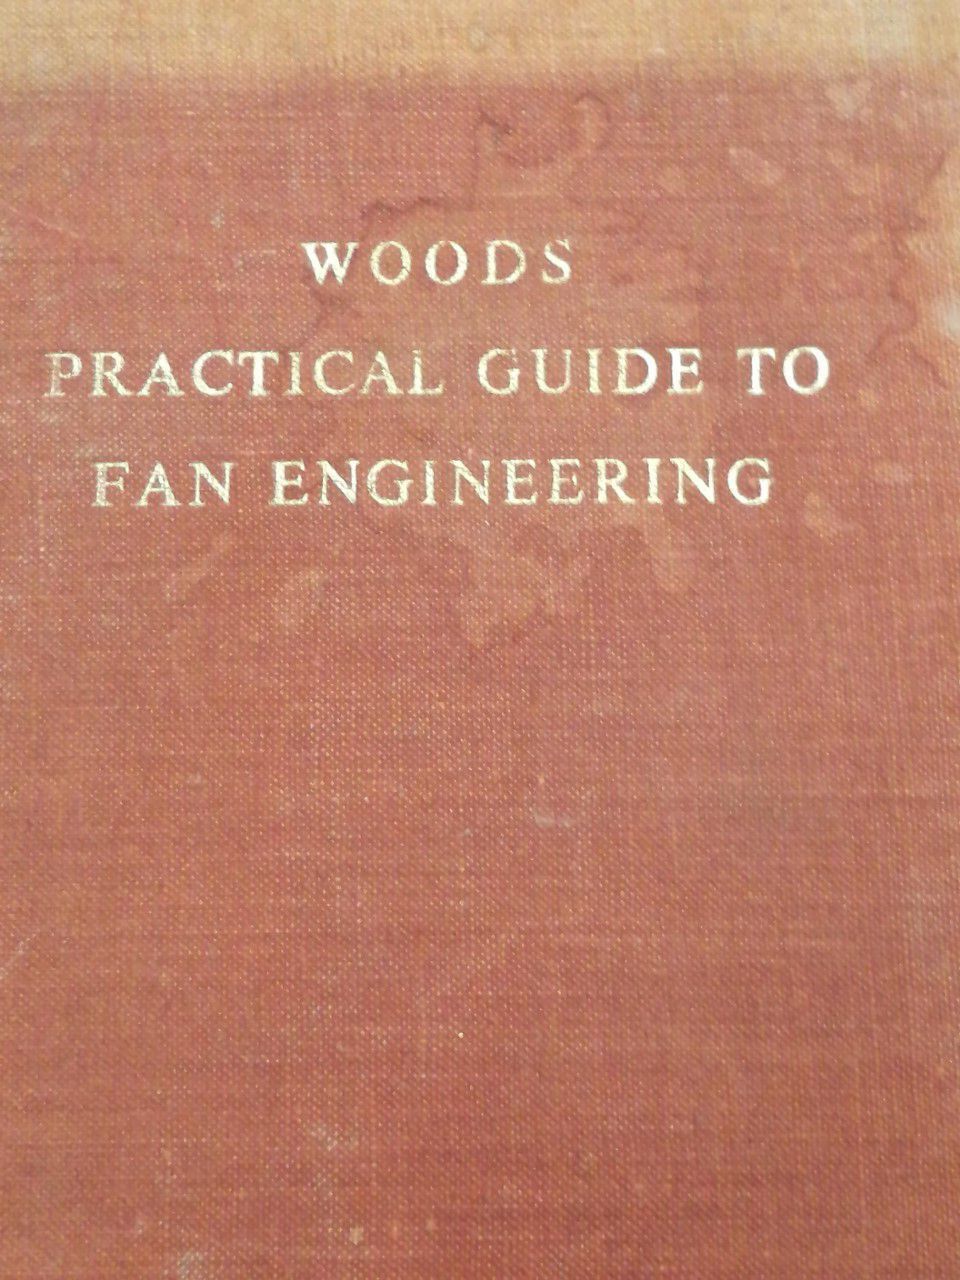 WOODS
PRACTICAL GUIDE TO
FAN ENGINEERING